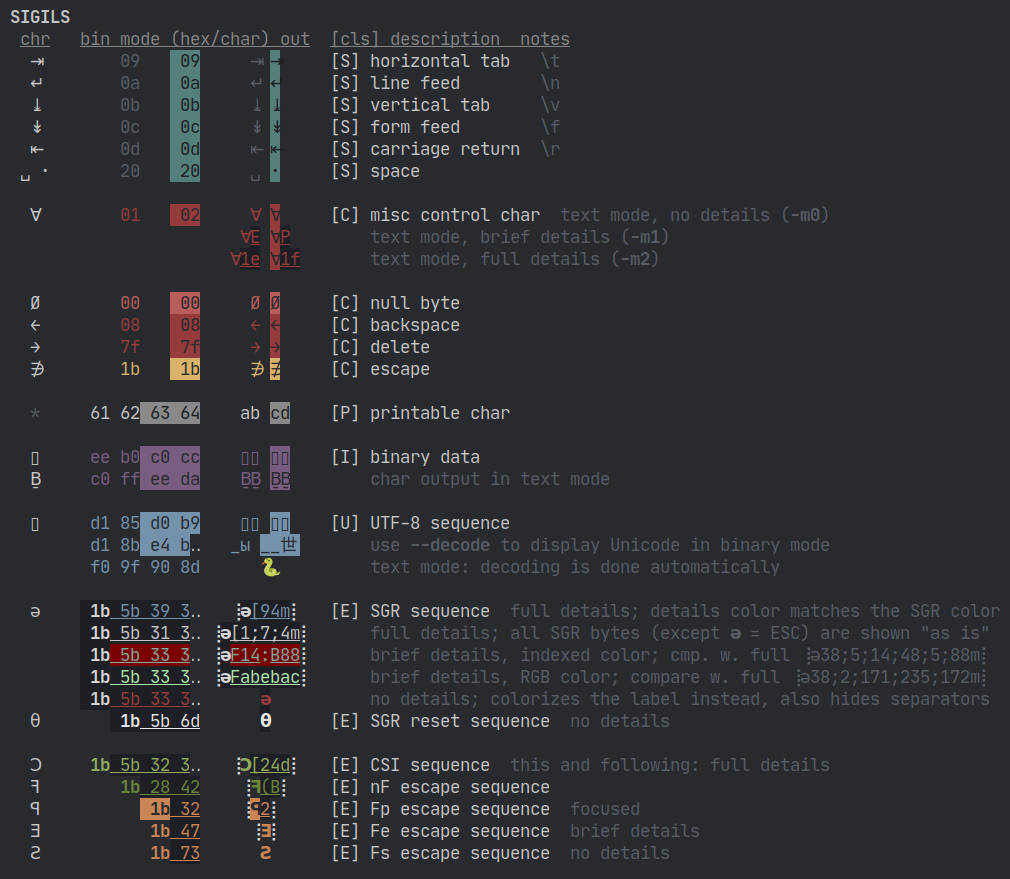 SIGILS
chr bin mode (hex/char) out [cls] description notes
⇥ 09 09 ⇥ ⇥ [S] horizontal tab \t
↵ 0a 0a ↵ ↵ [S] line feed \n
⤓ 0b 0b ⤓ ⤓ [S] vertical tab \v
↡ 0c 0c ↡ ↡ [S] form feed \f
⇤ 0d 0d ⇤ ⇤ [S] carriage return \r
␣ · 20 20 ␣ · [S] space
∀ 01 02 ∀ ∀ [C] misc control char text mode, no details (-m0)
∀E ∀P text mode, brief details (-m1)
∀1e ∀1f text mode, full details (-m2)
Ø 00 00 Ø Ø [C] null byte
← 08 08 ← ← [C] backspace
→ 7f 7f → → [C] delete
∌ 1b 1b ∌ ∌ [C] escape
* 61 62 63 64 ab cd [P] printable char
▯ ee b0 c0 cc ▯▯ ▯▯ [I] binary data
Ḇ c0 ff ee da ḆḆ ḆḆ char output in text mode
▯ d1 85 d0 b9 ▯▯ ▯▯ [U] UTF-8 sequence
d1 8b e4 b.. _ы __世 use --decode to display Unicode in binary mode
f0 9f 90 8d 🐍 text mode: decoding is done automatically
ə 1b 5b 39 3.. ⡇ə[94m⡇ [E] SGR sequence full details; details color matches the SGR color
1b 5b 31 3.. ⡇ə[1;7;4m⡇ full details; all SGR bytes (except ə = ESC) are shown "as is"
1b 5b 33 3.. ⡇əF14:B88⡇ brief details, indexed color; cmp. w. full ⡇ə38;5;14;48;5;88m⡇
1b 5b 33 3.. ⡇əFabebac⡇ brief details, RGB color; compare w. full ⡇ə38;2;171;235;172m⡇
1b 5b 33 3.. ə no details; colorizes the label instead, also hides separators
θ 1b 5b 6d θ [E] SGR reset sequence no details
Ͻ 1b 5b 32 3.. ⡇Ͻ[24d⡇ [E] CSI sequence this and following: full details
ꟻ 1b 28 42 ⡇ꟻ(B⡇ [E] nF escape sequence
ꟼ 1b 32 ⡇ꟼ2⡇ [E] Fp escape sequence focused
Ǝ 1b 47 ⡇Ǝ⡇ [E] Fe escape sequence brief details
Ƨ 1b 73 Ƨ [E] Fs escape sequence no details